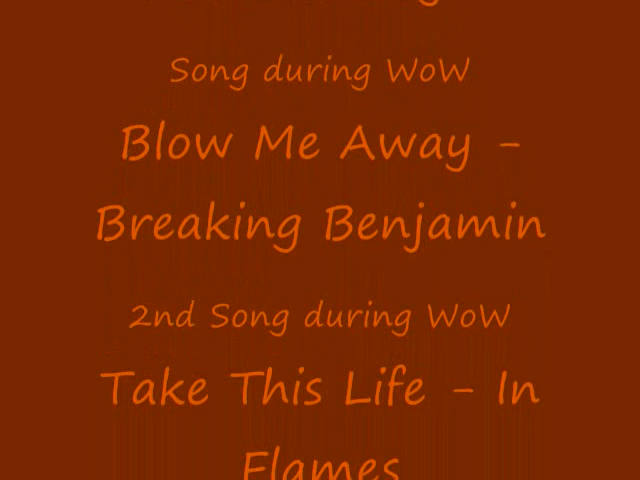 Song during WoW
Blow Me Away -
Breaking Benjamin
2nd Song during WoW
Take This Life - In
Flames